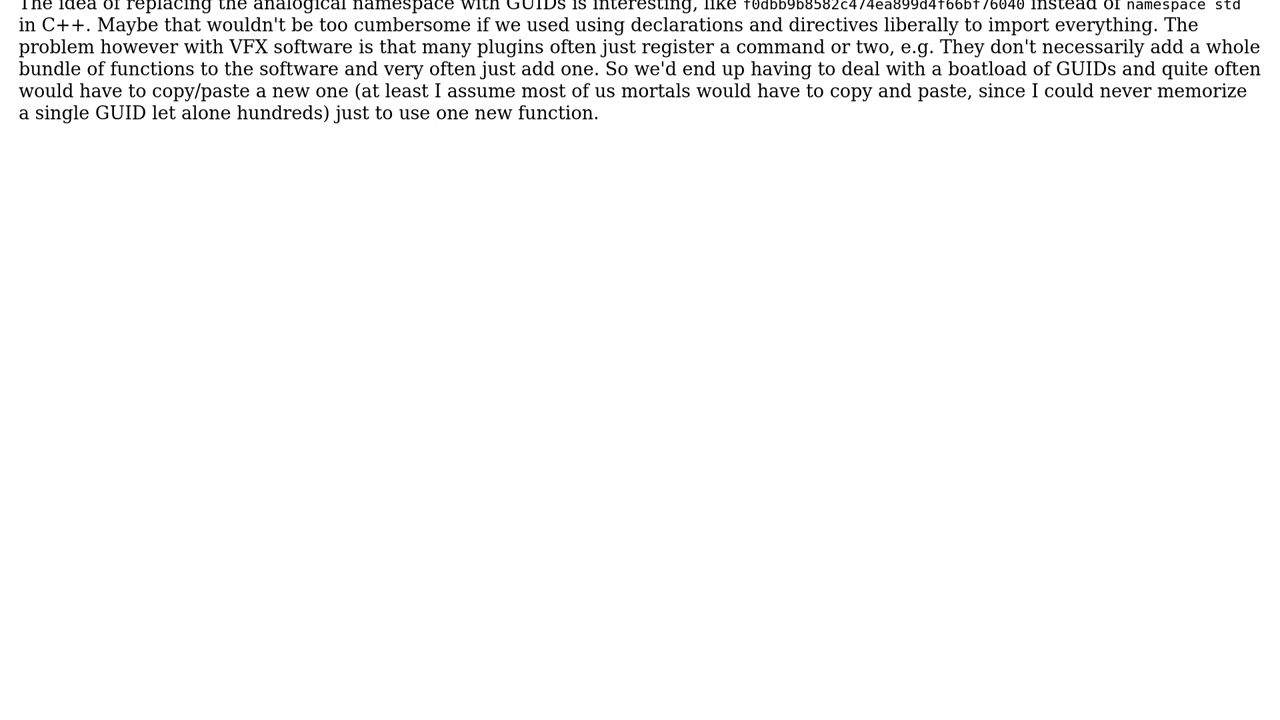 The idea of replacing the analogical namespace with GUIDs is interesting, like f0dbb9b8582c474ea899d4f66bf76040 instead of namespace std
in C++. Maybe that wouldn't be too cumbersome if we used using declarations and directives liberally to import everything. The
problem however with VFX software is that many plugins often just register a command or two, e.g. They don't necessarily add a whole
bundle of functions to the software and very often just add one. So we'd end up having to deal with a boatload of GUIDs and quite often
would have to copy/paste a new one (at least I assume most of us mortals would have to copy and paste, since I could never memorize
a single GUID let alone hundreds) just to use one new function.